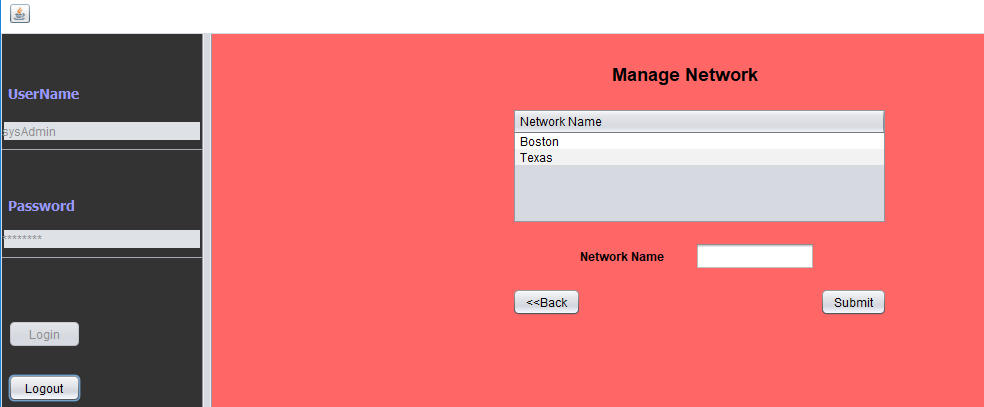 UserName
sysAdmin
Password
********
Login
Logout
Manage Network
Network Name
Boston
Texas
Network Name
<<Back
Submit